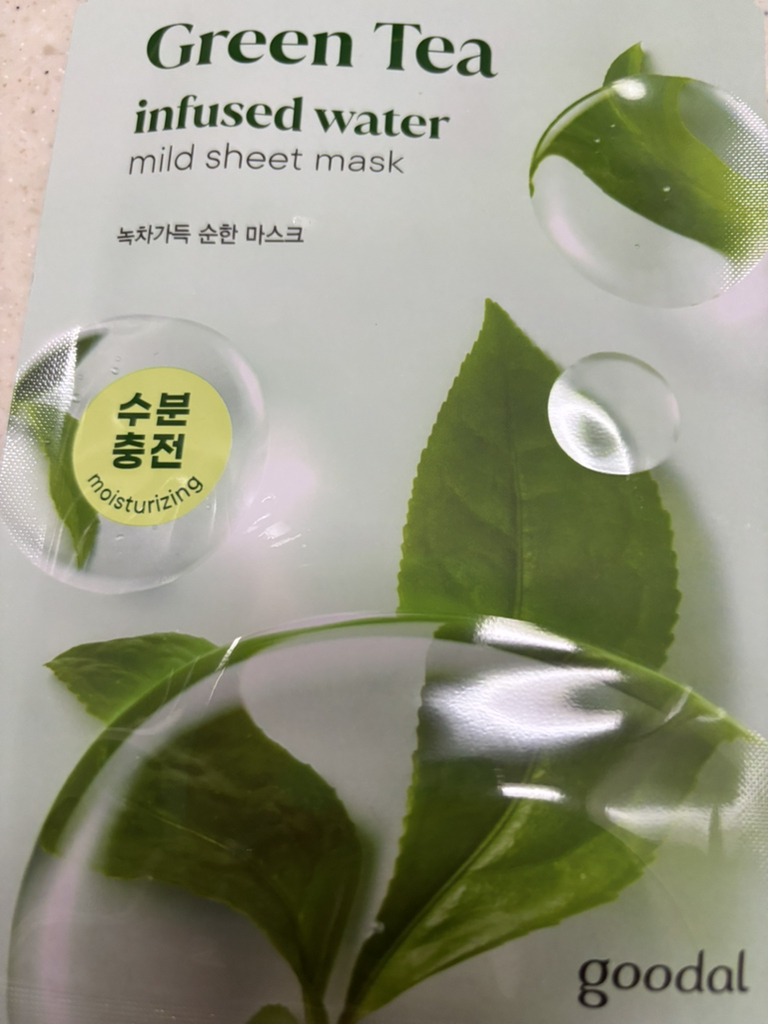 Green Tea
infused water
mild sheet mask
녹차가득 순한 마스크
수분
충전
moisturizing
goodal